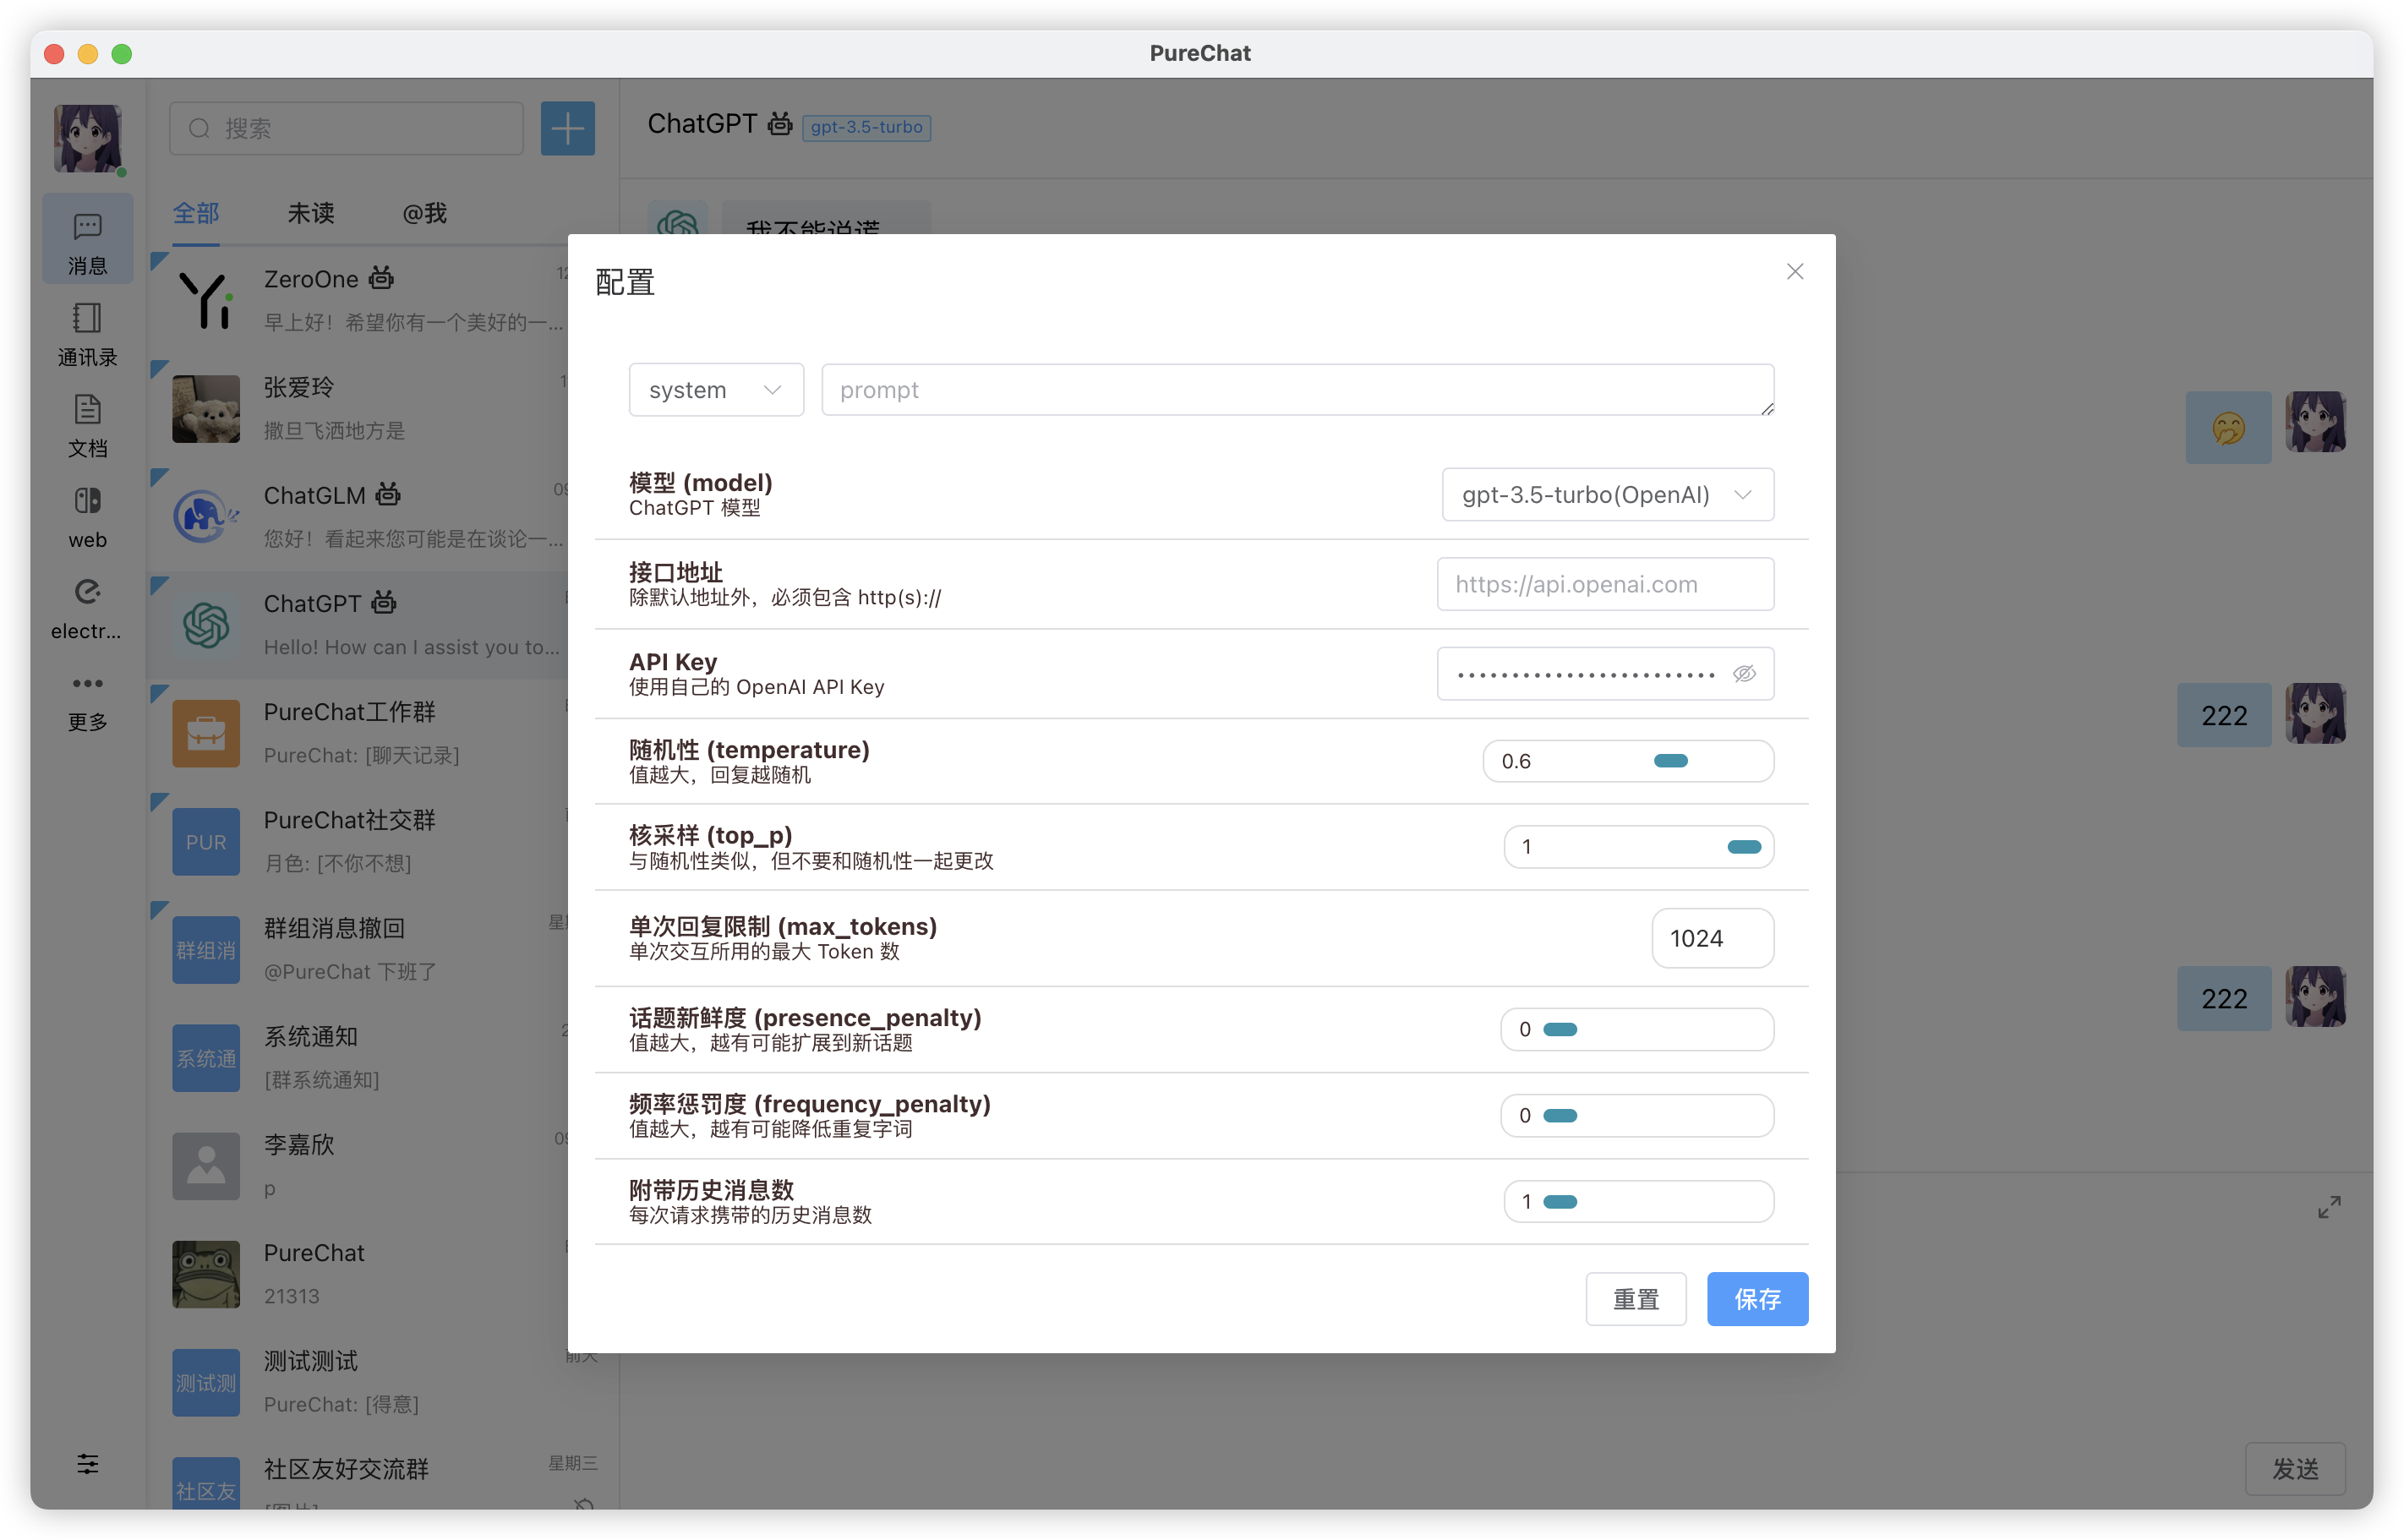 PureChat
搜索
ChatGPT
gpt-3.5-turbo
全部
未读
@我
我不能说谎
消息
通讯录
文档
web
electr...
更多
ZeroOne
早上好！希望你有一个美好的一...
张爱玲
撒旦飞洒地方是
ChatGLM
您好！看起来您可能是在谈论一...
ChatGPT
Hello! How can I assist you to...
PureChat工作群
PureChat: [聊天记录]
PUR
PureChat社交群
月色: [不你不想]
群组消
群组消息撤回
@PureChat 下班了
系统通
系统通知
[群系统通知]
李嘉欣
p
PureChat
21313
测试测
测试测试
前天
PureChat: [得意]
社区友
社区友好交流群
星期三
配置
system
prompt
模型 (model)
ChatGPT 模型
gpt-3.5-turbo(OpenAI)
接口地址
除默认地址外，必须包含 http(s)://
https://api.openai.com
API Key
使用自己的 OpenAI API Key
随机性 (temperature)
值越大，回复越随机
0.6
核采样 (top_p)
与随机性类似，但不要和随机性一起更改
1
单次回复限制 (max_tokens)
单次交互所用的最大 Token 数
1024
话题新鲜度 (presence_penalty)
值越大，越有可能扩展到新话题
0
频率惩罚度 (frequency_penalty)
值越大，越有可能降低重复字词
0
附带历史消息数
每次请求携带的历史消息数
1
重置
保存
222
222
发送